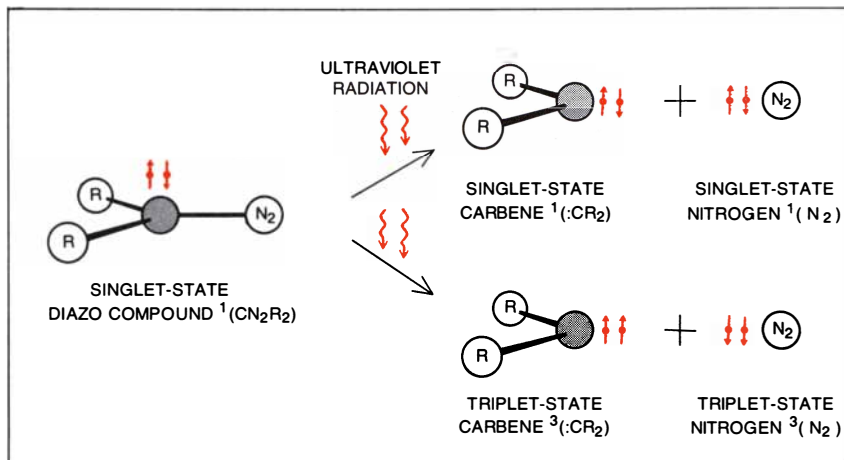 ULTRAVIOLET
RADIATION
R
R
N₂
SINGLET-STATE
DIAZO COMPOUND ¹(CN₂R₂)
R
R
+
N₂
SINGLET-STATE
CARBENE ¹(:CR₂)
SINGLET-STATE
NITROGEN ¹(N₂)
R
R
+
N₂
TRIPLET-STATE
CARBENE ³(:CR₂)
TRIPLET-STATE
NITROGEN ³(N₂)